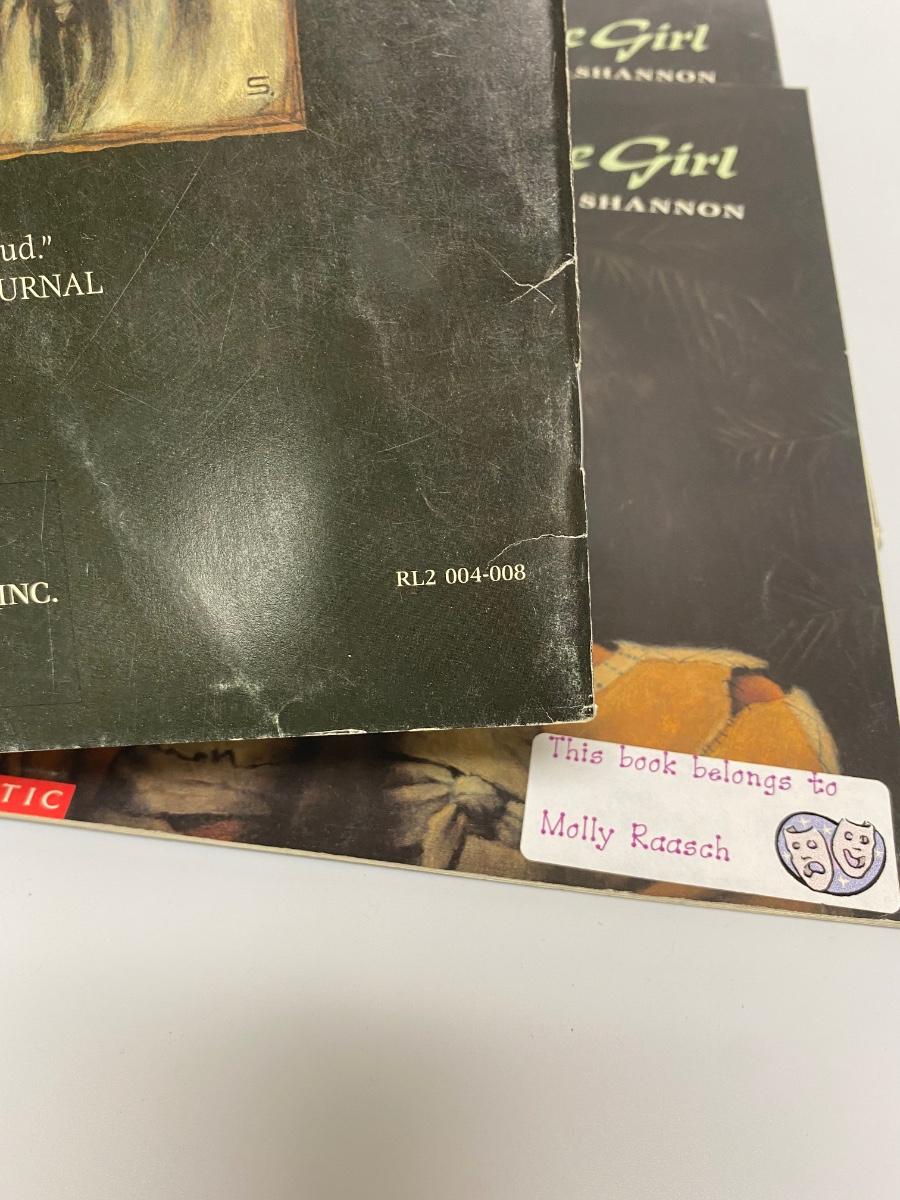 e Girl
SHANNON
e Girl
SHANNON
S.
ud."
URNAL
RL2 004-008
INC.
TIC
This book belongs to
Molly Raasch